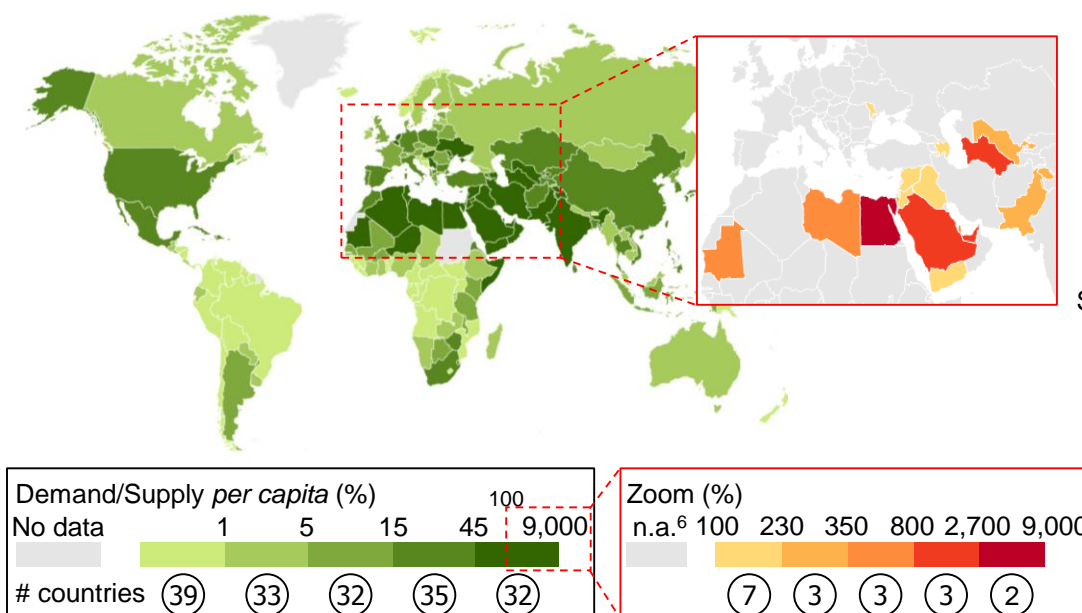 S
Demand/Supply per capita (%)
100
No data 1 5 15 45 9,000
# countries 39 33 32 35 32
Zoom (%)
n.a.6 100 230 350 800 2,700 9,000
7 3 3 3 2